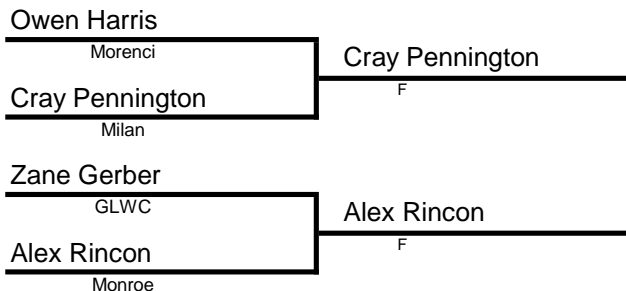 Owen Harris
Morenci
Cray Pennington
F
Cray Pennington
Milan
Zane Gerber
GLWC
Alex Rincon
F
Alex Rincon
Monroe